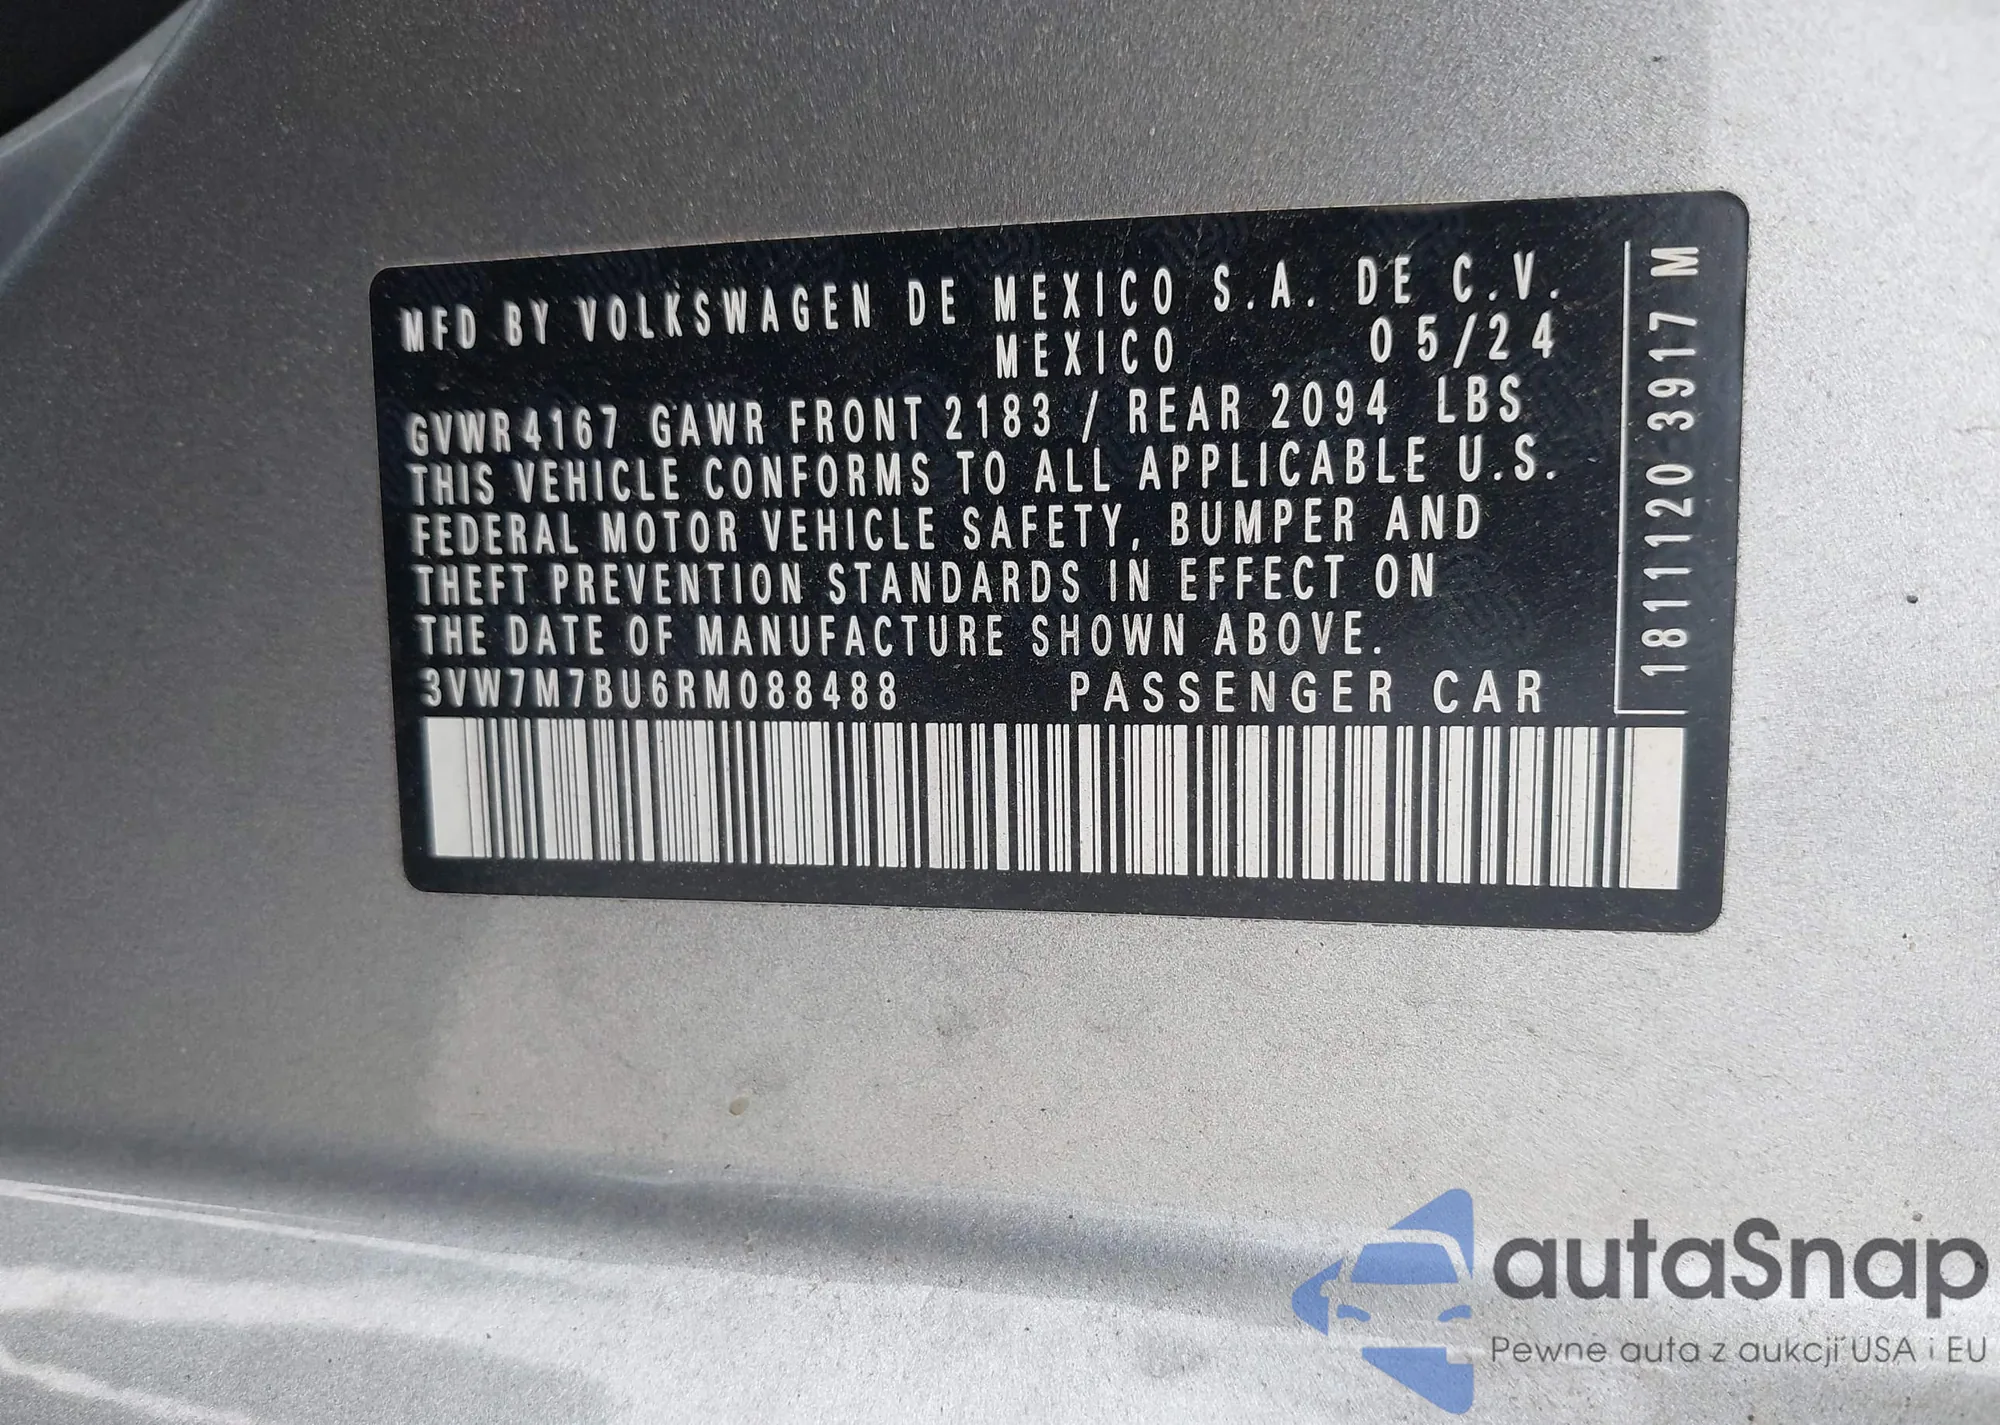 MFD BY VOLKSWAGEN DE MEXICO S.A. DE C.V.
MEXICO 05/24
GVWR 4167 GAWR FRONT 2183 / REAR 2094 LBS
THIS VEHICLE CONFORMS TO ALL APPLICABLE U.S.
FEDERAL MOTOR VEHICLE SAFETY, BUMPER AND
THEFT PREVENTION STANDARDS IN EFFECT ON
THE DATE OF MANUFACTURE SHOWN ABOVE.
3VW7M7BU6RM088488 PASSENGER CAR
1811120 3917 M
autaSnap
Pewne auta z aukcji USA i EU